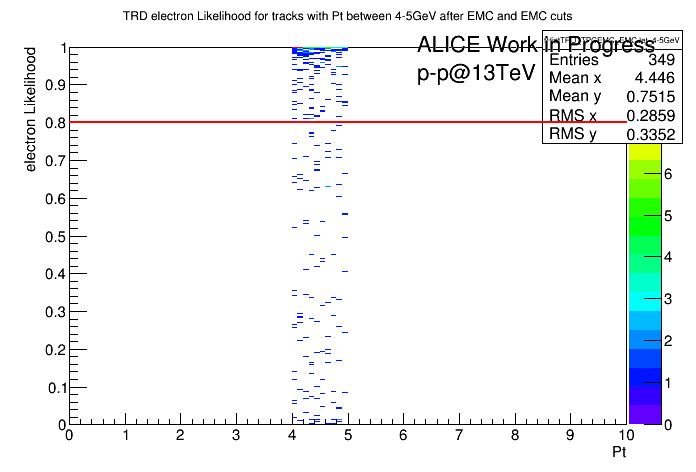 TRD electron Likelihood for tracks with Pt between 4-5GeV after EMC and EMC cuts
ALICE Work in Progress
p-p@13TeV
Entries 349
Mean x 4.446
Mean y 0.7515
RMS x 0.2859
RMS y 0.3352
electron Likelihood
1
0.9
0.8
0.7
0.6
0.5
0.4
0.3
0.2
0.1
0
0 1 2 3 4 5 6 7 8 9 10
Pt
6
5
4
3
2
1
0